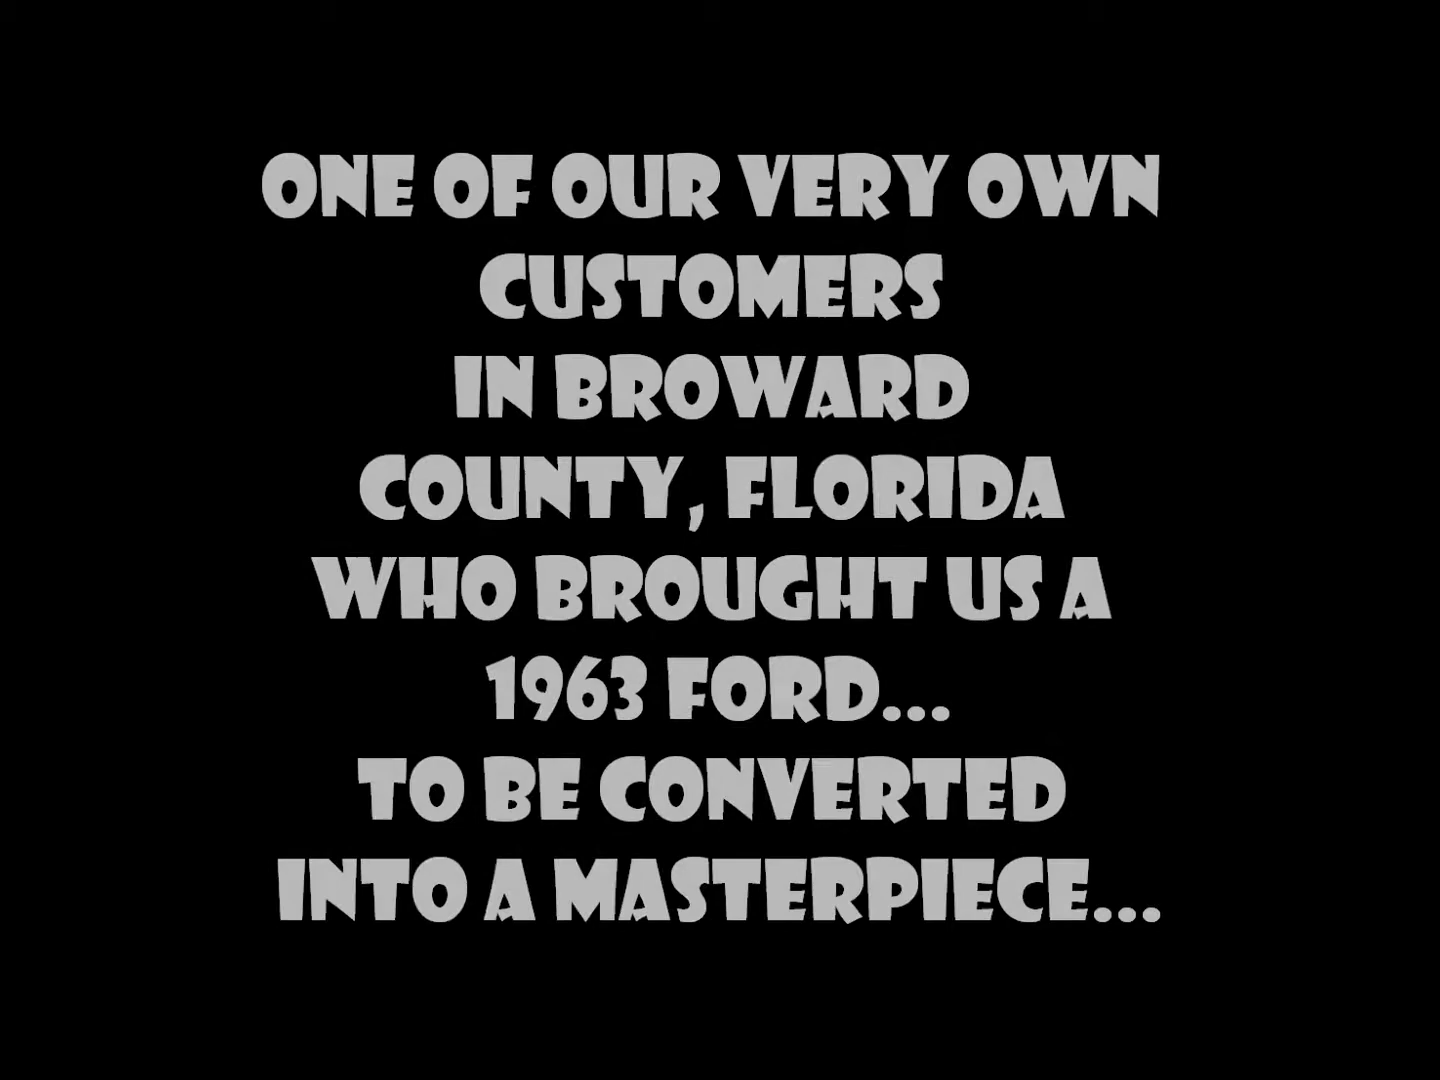 ONE OF OUR VERY OWN
CUSTOMERS
IN BROWARD
COUNTY, FLORIDA
WHO BROUGHT US A
1963 FORD...
TO BE CONVERTED
INTO A MASTERPIECE...